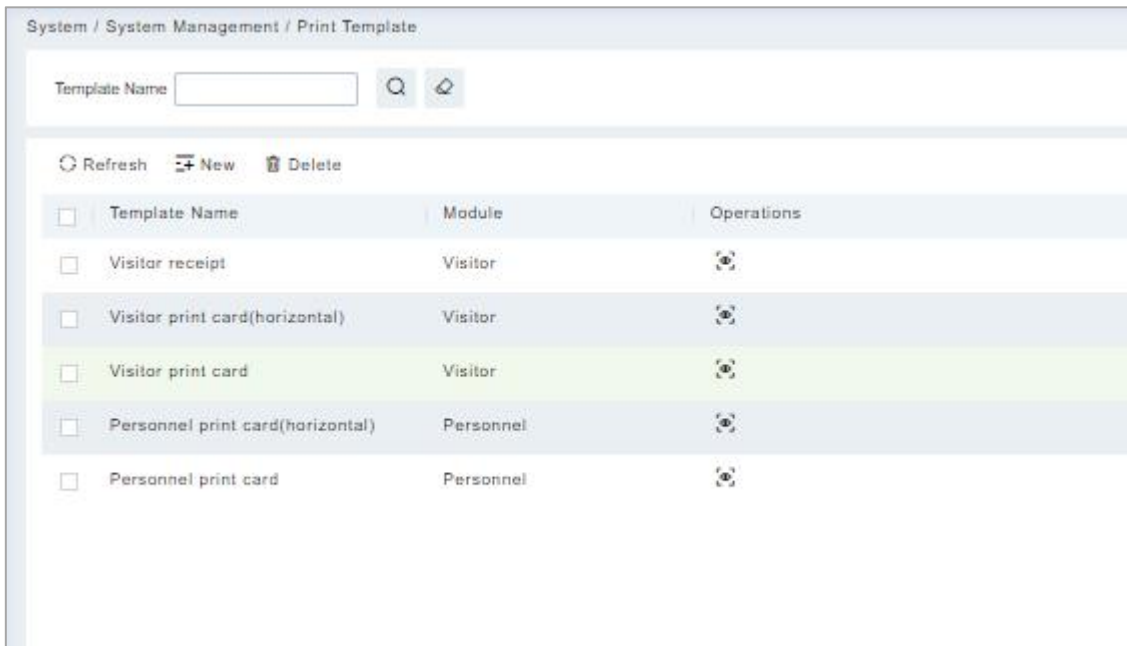 System / System Management / Print Template
Template Name
Refresh New Delete
Template Name Module Operations
Visitor receipt Visitor
Visitor print card(horizontal) Visitor
Visitor print card Visitor
Personnel print card(horizontal) Personnel
Personnel print card Personnel